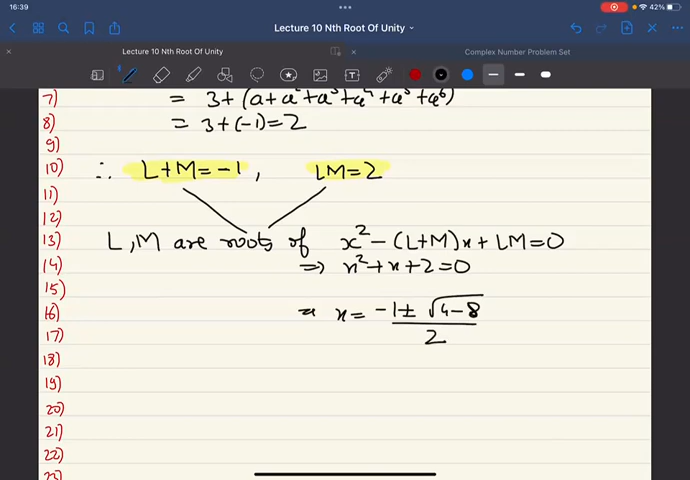 16:39
42%
Lecture 10 Nth Root Of Unity
Lecture 10 Nth Root Of Unity
Complex Number Problem Set
7) = 3+(a+a²+a³+a⁴+a⁵+a⁶)
8) = 3+(-1)=2
9)
10) ∴ L+M=-1, LM=2
11)
12)
13) L,M are roots of x²-(L+M)x+LM=0
14) ⇒ x²+x+2=0
15)
16) ⇒ x= -1± √4-8
17) 2
18)
19)
20)
21)
22)
23)